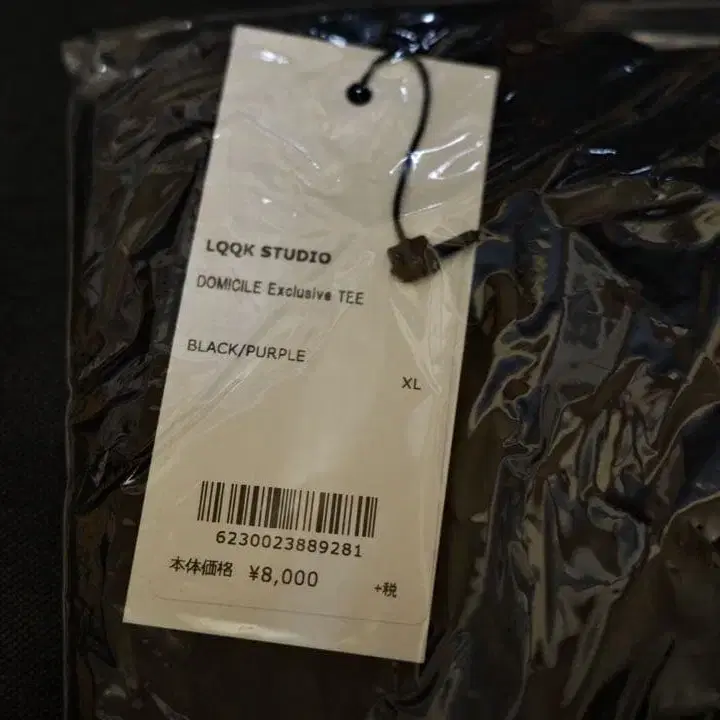 LQQK STUDIO
DOMICILE Exclusive TEE
BLACK/PURPLE
XL
6230023889281
本体価格 ¥8,000
+税